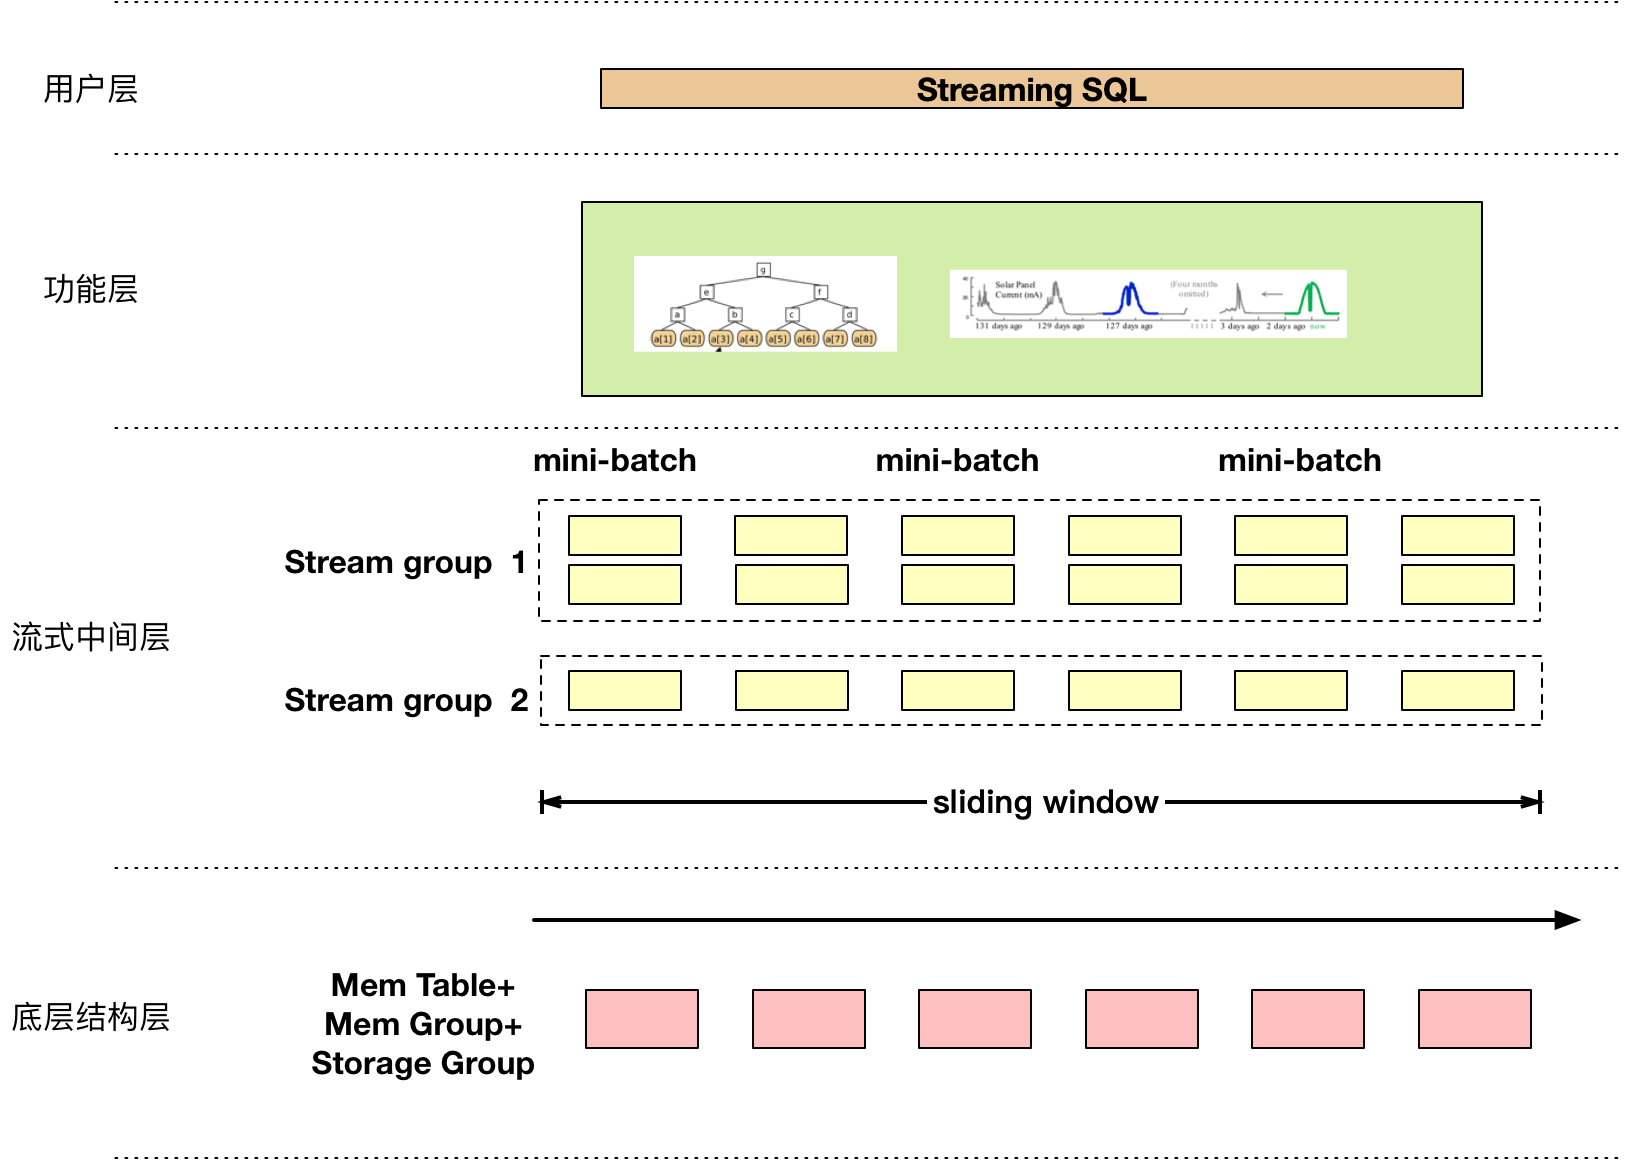 用户层
Streaming SQL
功能层
g
e f
a b c d
a[1] a[2] a[3] a[4] a[5] a[6] a[7] a[8]
40
20
0
Solar Panel
Current (mA)
(Four months
omitted)
131 days ago 129 days ago 127 days ago 3 days ago 2 days ago now
mini-batch mini-batch mini-batch
Stream group 1
流式中间层
Stream group 2
sliding window
底层结构层
Mem Table+
Mem Group+
Storage Group